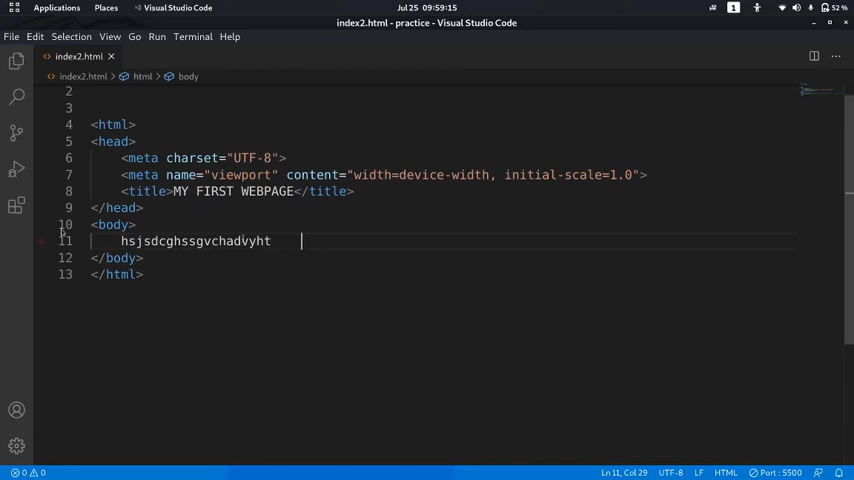 Applications Places Visual Studio Code Jul 25 09:59:15 1 52 %
index2.html - practice - Visual Studio Code
File Edit Selection View Go Run Terminal Help
<> index2.html ×
<> index2.html > html > body
2
3
4 <html>
5 <head>
6 <meta charset="UTF-8">
7 <meta name="viewport" content="width=device-width, initial-scale=1.0">
8 <title>MY FIRST WEBPAGE</title>
9 </head>
10 <body>
11 hsjsdcghssgvchadvyht
12 </body>
13 </html>
0 0 Ln 11, Col 29 UTF-8 LF HTML Port : 5500